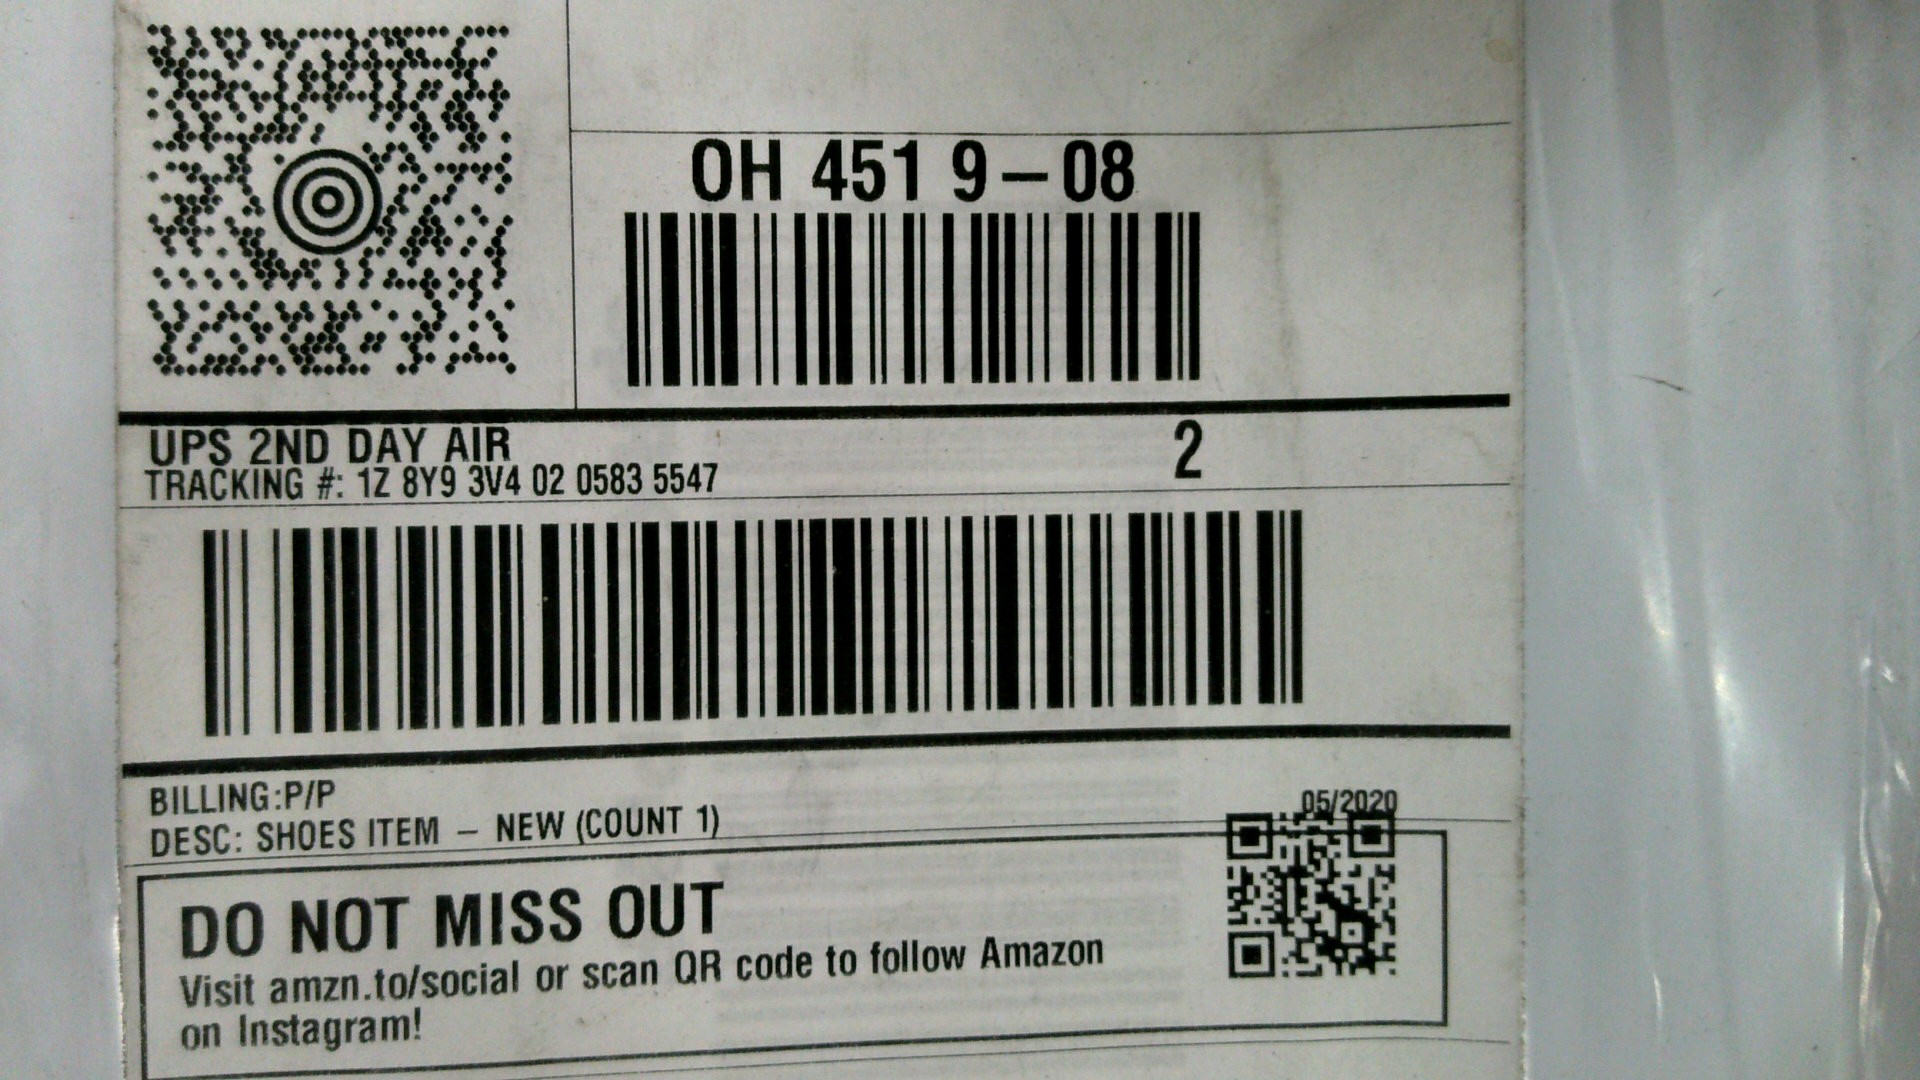 OH 451 9-08
UPS 2ND DAY AIR
2
TRACKING #: 1Z 8Y9 3V4 02 0583 5547
BILLING:P/P
DESC: SHOES ITEM - NEW (COUNT 1)
05/2020
DO NOT MISS OUT
Visit amzn.to/social or scan QR code to follow Amazon
on Instagram!